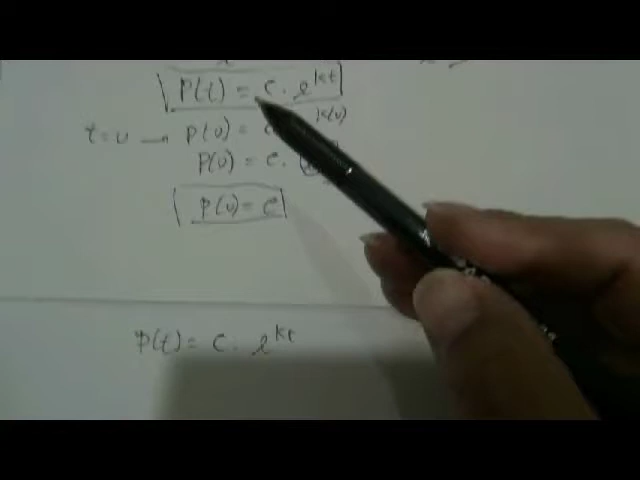 P(t) = c · e^kt
t=0 → P(0) = k(0)
P(0) = c ·
P(0) = c
P(t) = c · e^kt